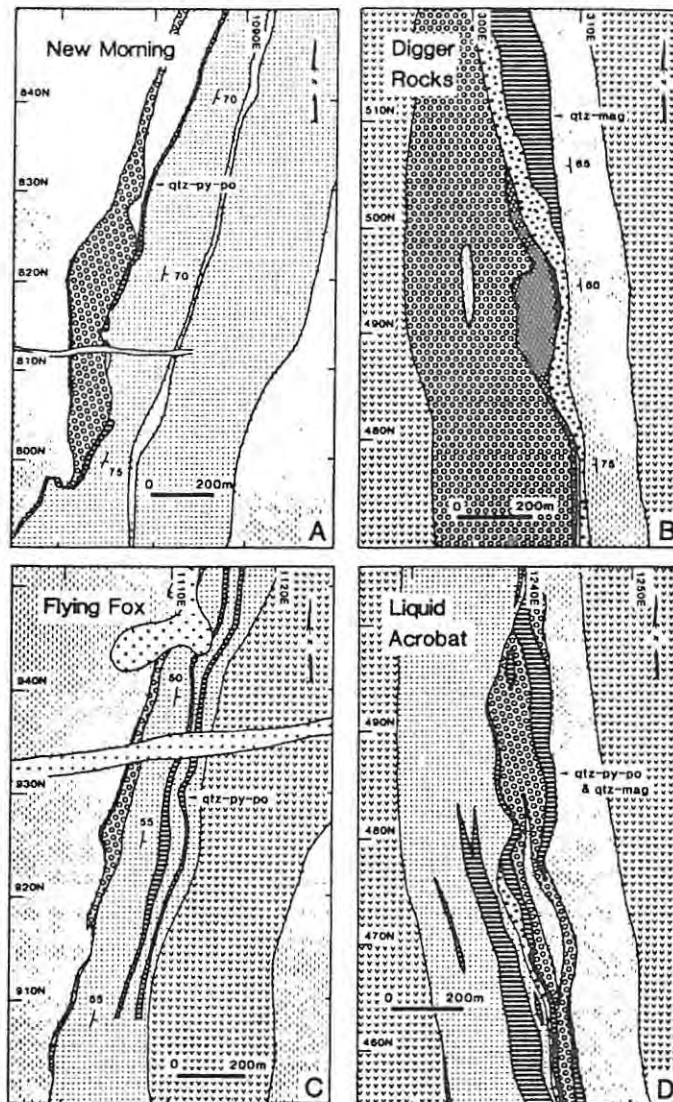 New Morning
1090E
840N
70
830N
qtz-py-po
820N
70
810N
800N
75
0 200m
A
Digger
Rocks
300E
310E
510N
qtz-mag
65
500N
60
490N
480N
75
0 200m
B
Flying Fox
1110E
1120E
940N
50
930N
qtz-py-po
55
920N
910N
65
0 200m
C
Liquid
Acrobat
1240E
1250E
490N
qtz-py-po
& qtz-mag
480N
470N
0 200m
460N
D